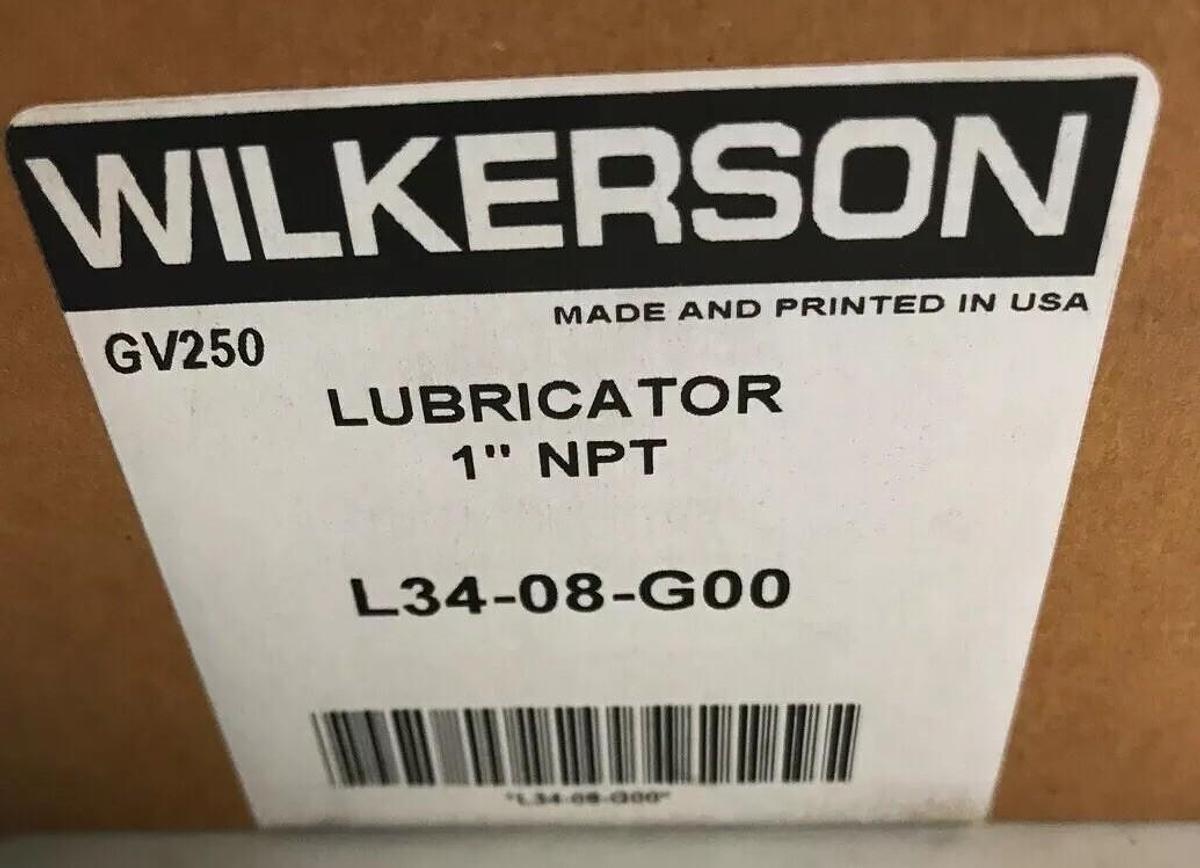 WILKERSON
MADE AND PRINTED IN USA
GV250
LUBRICATOR
1" NPT
L34-08-G00
"L34-08-G00"